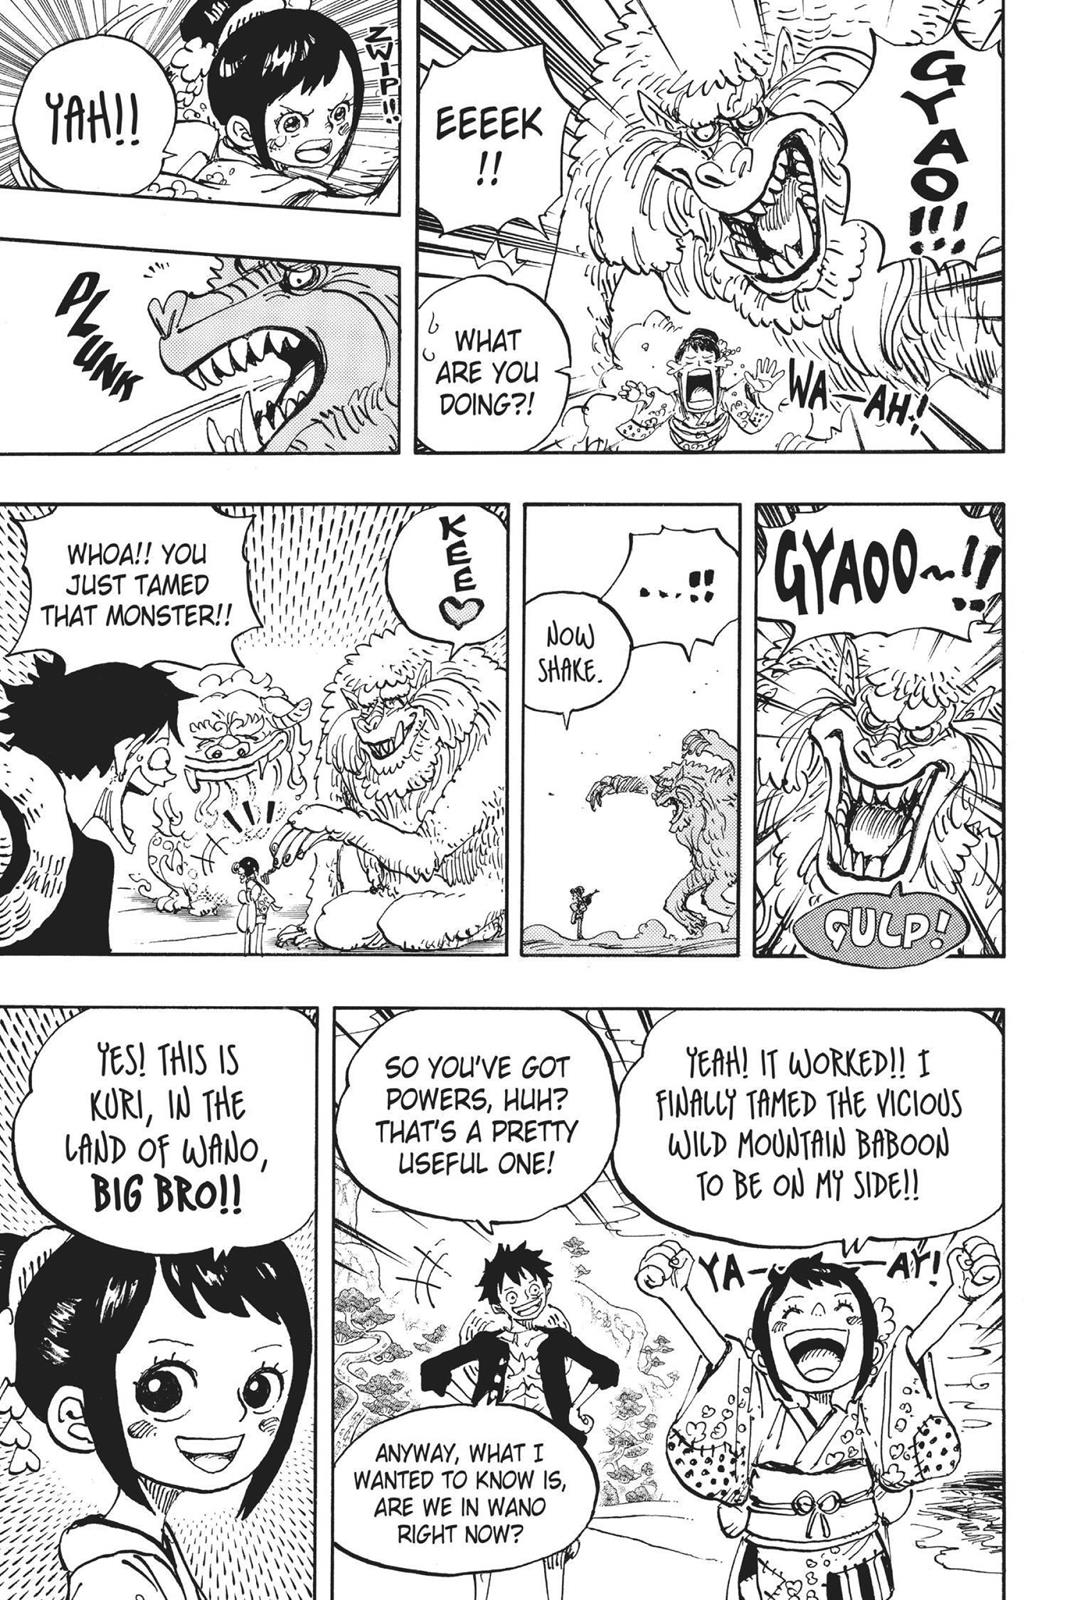 GYAO!!!
EEEEK
!!
WHAT
ARE YOU
DOING?!
WA—AH!
ZWIP!!
YAH!!
PLUNK
GYAOO~!!
GULP!
...!!
NOW
SHAKE.
KEE♥
WHOA!! YOU
JUST TAMED
THAT MONSTER!!
YEAH! IT WORKED!! I
FINALLY TAMED THE VICIOUS
WILD MOUNTAIN BABOON
TO BE ON MY SIDE!!
YA——AY!
SO YOU'VE GOT
POWERS, HUH?
THAT'S A PRETTY
USEFUL ONE!
ANYWAY, WHAT I
WANTED TO KNOW IS,
ARE WE IN WANO
RIGHT NOW?
YES! THIS IS
KURI, IN THE
LAND OF WANO,
BIG BRO!!